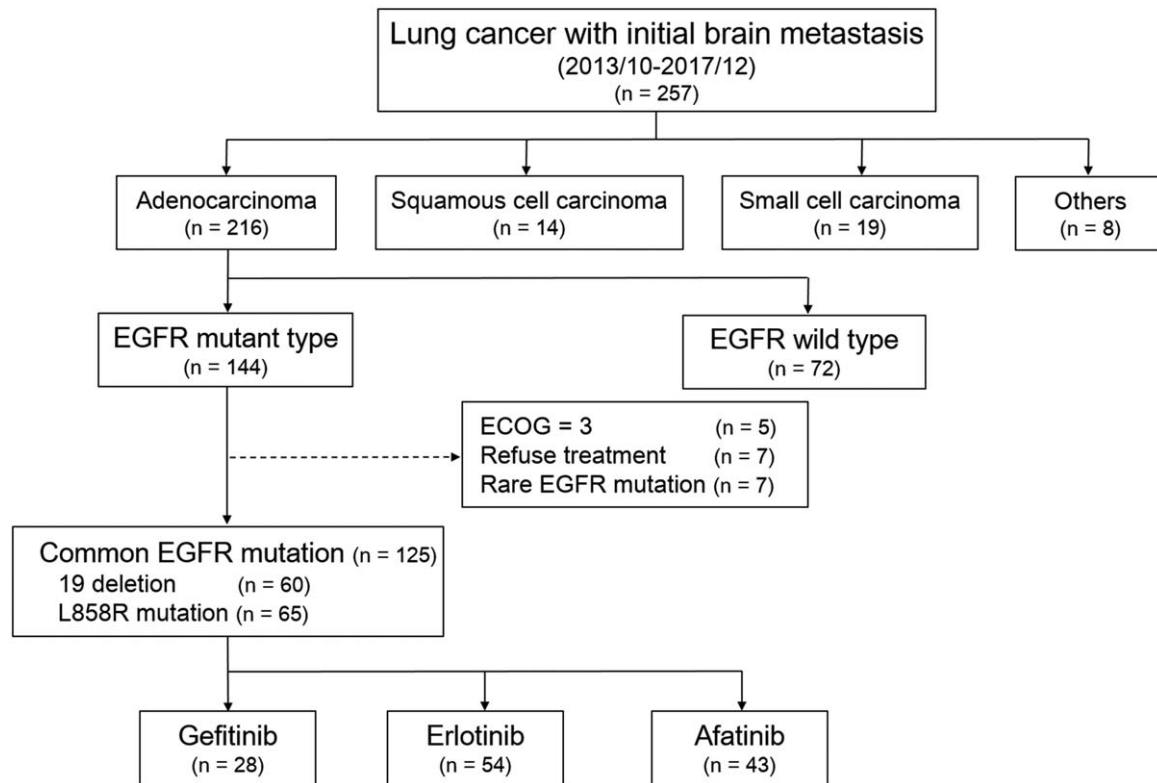 Lung cancer with initial brain metastasis
(2013/10-2017/12)
(n = 257)
Adenocarcinoma
(n = 216)
Squamous cell carcinoma
(n = 14)
Small cell carcinoma
(n = 19)
Others
(n = 8)
EGFR mutant type
(n = 144)
EGFR wild type
(n = 72)
ECOG = 3 (n = 5)
Refuse treatment (n = 7)
Rare EGFR mutation (n = 7)
Common EGFR mutation (n = 125)
19 deletion (n = 60)
L858R mutation (n = 65)
Gefitinib
(n = 28)
Erlotinib
(n = 54)
Afatinib
(n = 43)